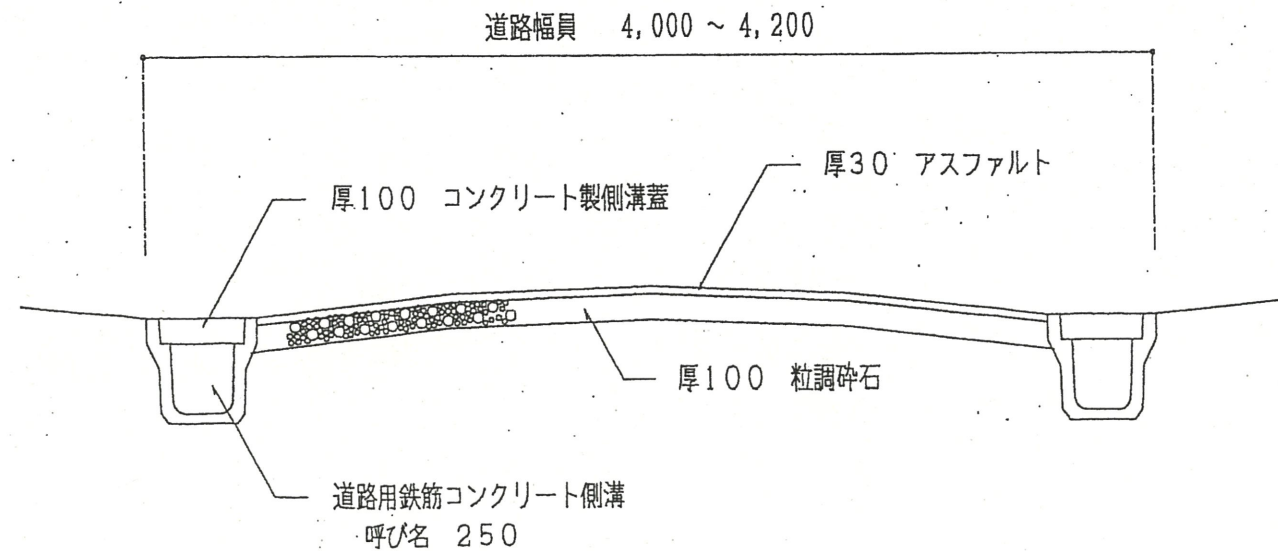 道路幅員 4,000 ～ 4,200
厚30 アスファルト
厚100 コンクリート製側溝蓋
厚100 粒調砕石
道路用鉄筋コンクリート側溝
呼び名 250